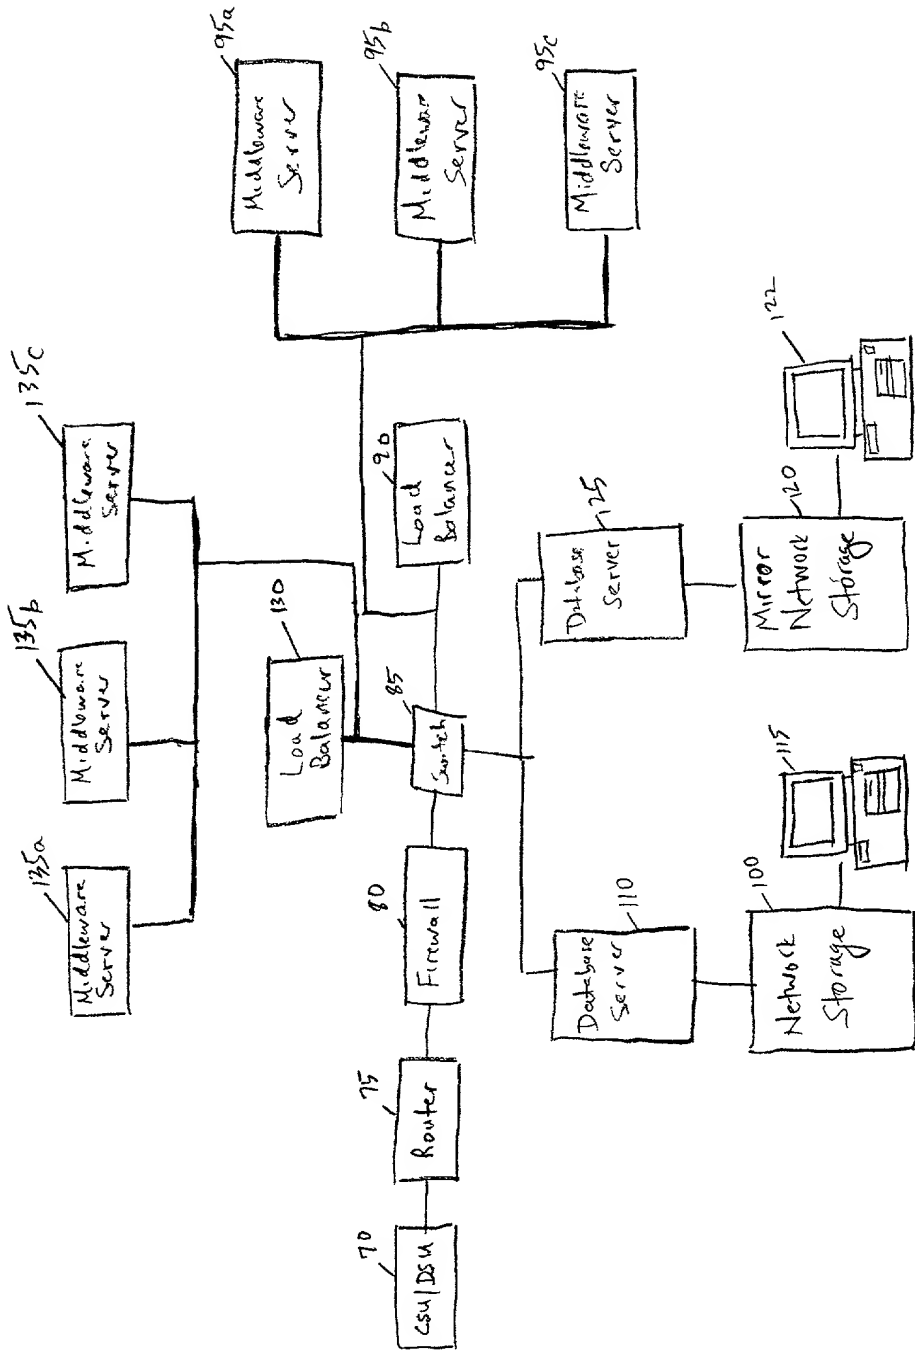 135a
Middleware
Server
135b
Middleware
Server
135c
Middleware
Server
95a
Middleware
Server
95b
Middleware
Server
95c
Middleware
Server
130
Load
Balancer
90
Load
Balancer
70
CSU/DSU
75
Router
80
Firewall
85
Switch
Database
Server
110
Database
Server
125
Network
Storage
100
115
Mirror
Network
Storage
120
122